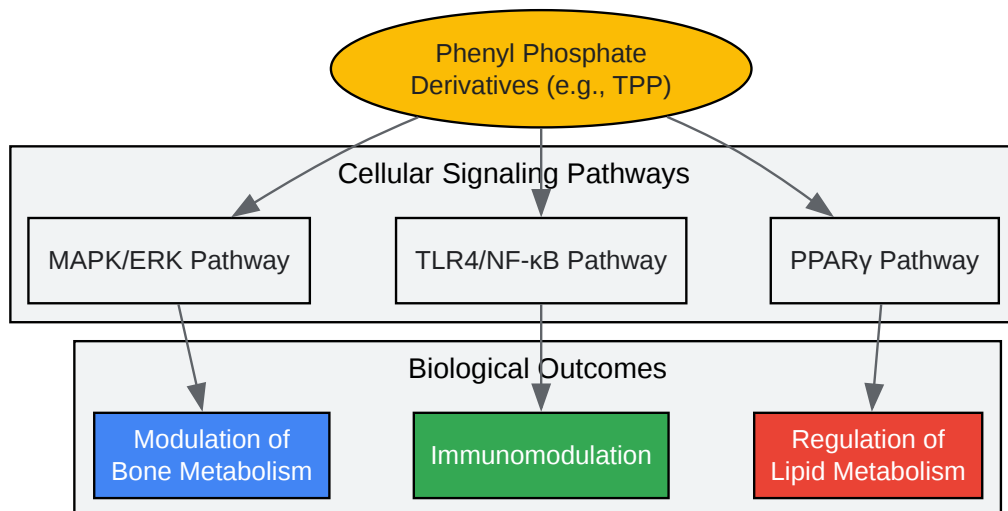 Phenyl Phosphate
Derivatives (e.g., TPP)
Cellular Signaling Pathways
MAPK/ERK Pathway
TLR4/NF-κB Pathway
PPARγ Pathway
Biological Outcomes
Modulation of
Bone Metabolism
Immunomodulation
Regulation of
Lipid Metabolism